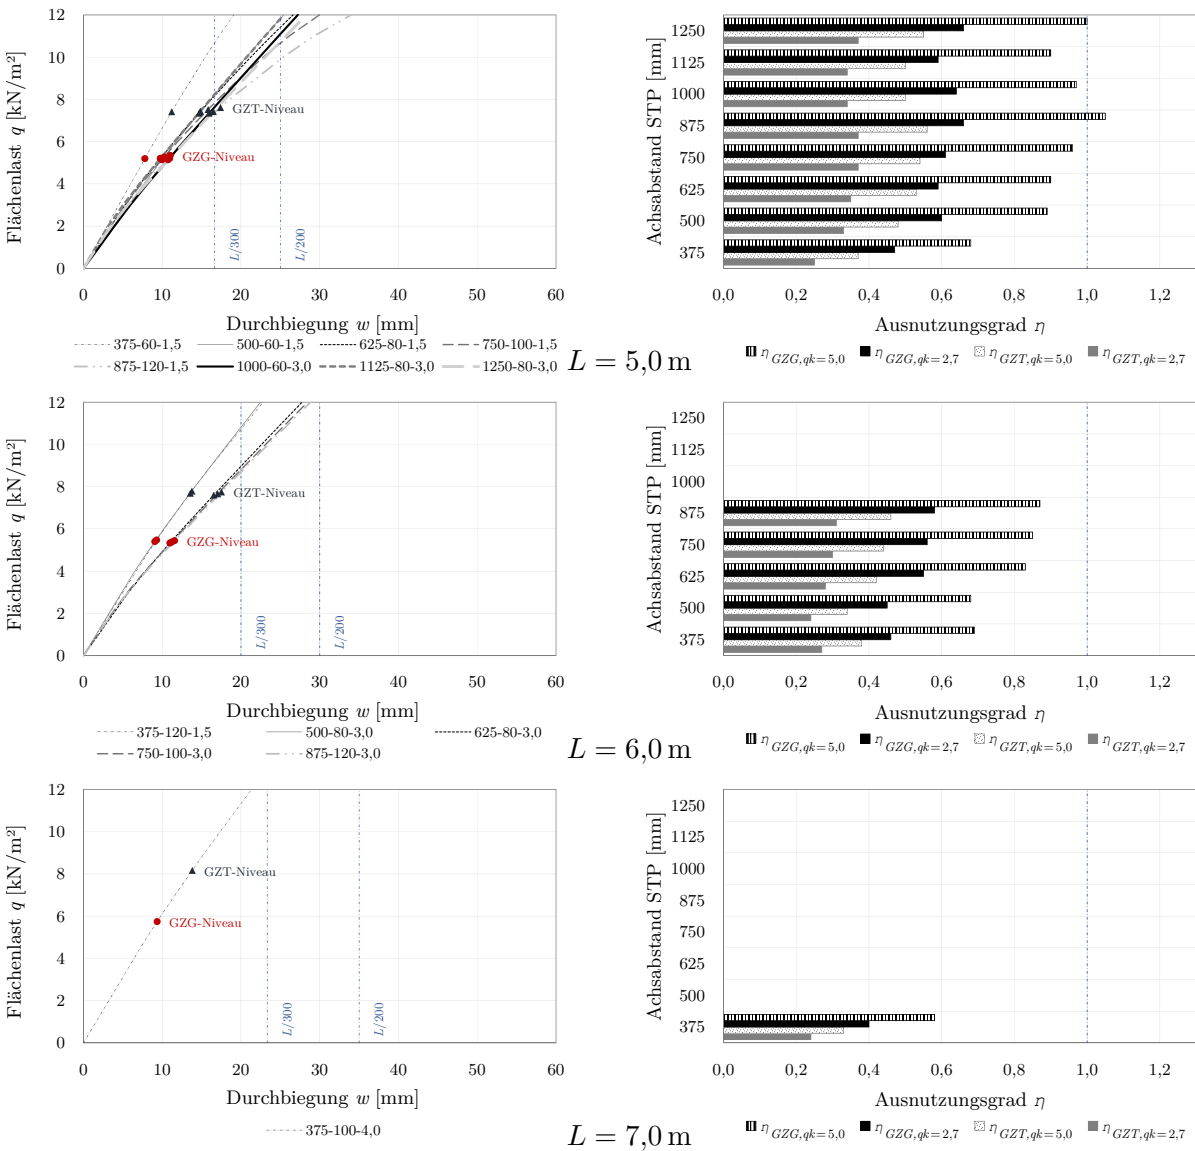 12
10
8
6
4
2
0
Flächenlast q [kN/m²]
GZT-Niveau
GZG-Niveau
L/300
L/200
0 10 20 30 40 50 60
Durchbiegung w [mm]
375-60-1,5 500-60-1,5 625-80-1,5 750-100-1,5
875-120-1,5 1000-60-3,0 1125-80-3,0 1250-80-3,0
Achsabstand STP [mm]
1250
1125
1000
875
750
625
500
375
0,0 0,2 0,4 0,6 0,8 1,0 1,2
Ausnutzungsgrad η
η GZG,qk=5,0 η GZG,qk=2,7 η GZT,qk=5,0 η GZT,qk=2,7
L = 5,0 m
12
10
8
6
4
2
0
Flächenlast q [kN/m²]
GZT-Niveau
GZG-Niveau
L/300
L/200
0 10 20 30 40 50 60
Durchbiegung w [mm]
375-120-1,5 500-80-3,0 625-80-3,0
750-100-3,0 875-120-3,0
Achsabstand STP [mm]
1250
1125
1000
875
750
625
500
375
0,0 0,2 0,4 0,6 0,8 1,0 1,2
Ausnutzungsgrad η
η GZG,qk=5,0 η GZG,qk=2,7 η GZT,qk=5,0 η GZT,qk=2,7
L = 6,0 m
12
10
8
6
4
2
0
Flächenlast q [kN/m²]
GZT-Niveau
GZG-Niveau
L/300
L/200
0 10 20 30 40 50 60
Durchbiegung w [mm]
375-100-4,0
Achsabstand STP [mm]
1250
1125
1000
875
750
625
500
375
0,0 0,2 0,4 0,6 0,8 1,0 1,2
Ausnutzungsgrad η
η GZG,qk=5,0 η GZG,qk=2,7 η GZT,qk=5,0 η GZT,qk=2,7
L = 7,0 m